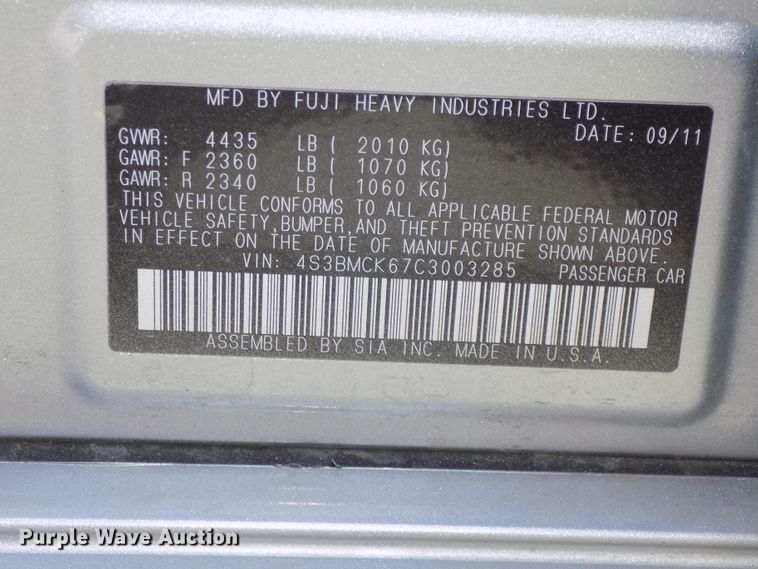 MFD BY FUJI HEAVY INDUSTRIES LTD.
DATE: 09/11
GVWR: 4435 LB ( 2010 KG)
GAWR: F 2360 LB ( 1070 KG)
GAWR: R 2340 LB ( 1060 KG)
THIS VEHICLE CONFORMS TO ALL APPLICABLE FEDERAL MOTOR
VEHICLE SAFETY,BUMPER,AND THEFT PREVENTION STANDARDS
IN EFFECT ON THE DATE OF MANUFACTURE SHOWN ABOVE.
VIN: 4S3BMCK67C3003285 PASSENGER CAR
ASSEMBLED BY SIA INC. MADE IN U.S.A.
Purple Wave Auction